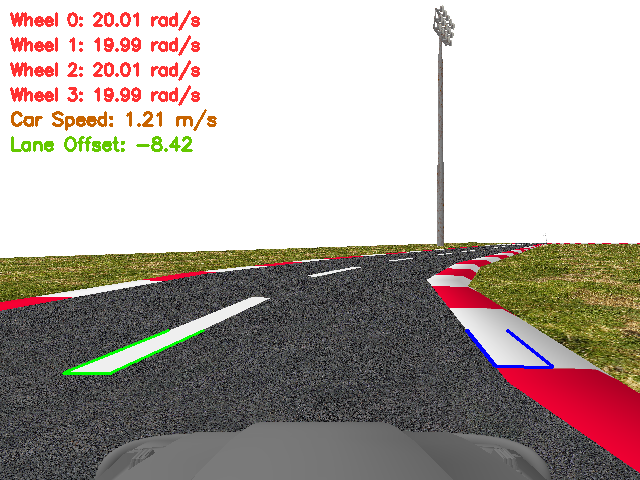 Wheel 0: 20.01 rad/s
Wheel 1: 19.99 rad/s
Wheel 2: 20.01 rad/s
Wheel 3: 19.99 rad/s
Car Speed: 1.21 m/s
Lane Offset: -8.42